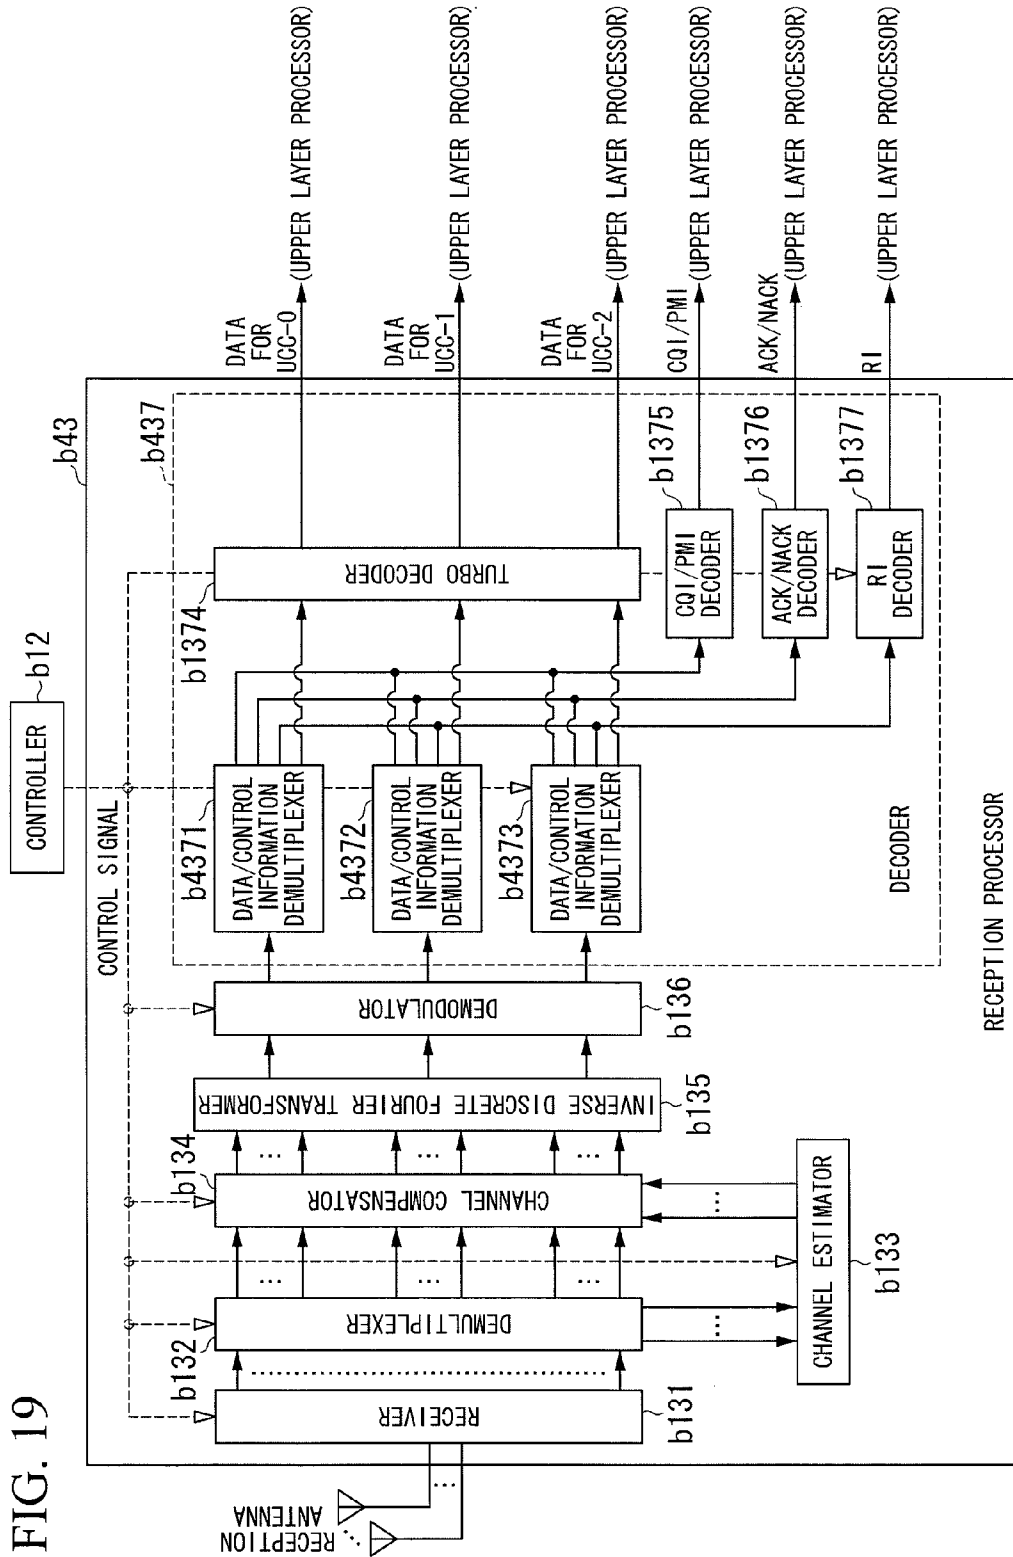 FIG. 19
CONTROLLER
b12
CONTROL SIGNAL
b43
b437
RECEPTION
ANTENNA
RECEIVER
b131
DEMULTIPLEXER
b132
CHANNEL ESTIMATOR
b133
CHANNEL COMPENSATOR
b134
INVERSE DISCRETE FOURIER TRANSFORMER
b135
DEMODULATOR
b136
b4371
DATA/CONTROL
INFORMATION
DEMULTIPLEXER
b4372
DATA/CONTROL
INFORMATION
DEMULTIPLEXER
b4373
DATA/CONTROL
INFORMATION
DEMULTIPLEXER
b1374
TURBO DECODER
b1375
CQI/PMI
DECODER
b1376
ACK/NACK
DECODER
b1377
RI
DECODER
DECODER
RECEPTION PROCESSOR
DATA
FOR
UCC-0
(UPPER LAYER PROCESSOR)
DATA
FOR
UCC-1
(UPPER LAYER PROCESSOR)
DATA
FOR
UCC-2
(UPPER LAYER PROCESSOR)
CQI/PMI
(UPPER LAYER PROCESSOR)
ACK/NACK
(UPPER LAYER PROCESSOR)
RI
(UPPER LAYER PROCESSOR)